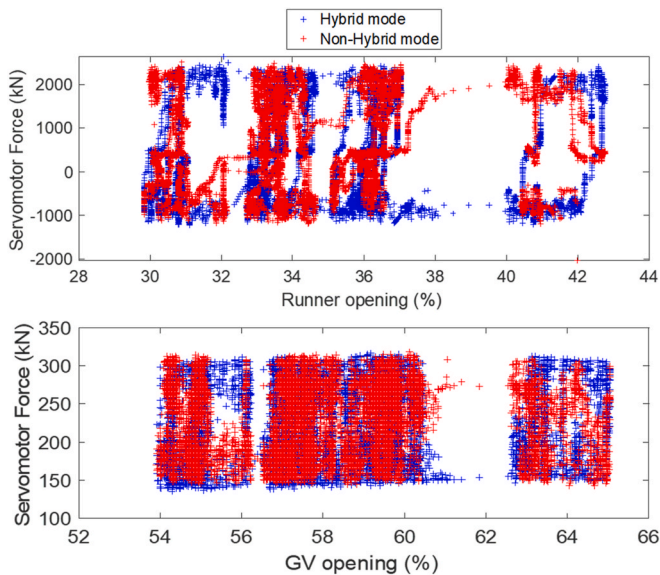 Hybrid mode
Non-Hybrid mode
Servomotor Force (kN)
2000
1000
0
-1000
-2000
28 30 32 34 36 38 40 42 44
Runner opening (%)
Servomotor Force (kN)
350
300
250
200
150
100
52 54 56 58 60 62 64 66
GV opening (%)